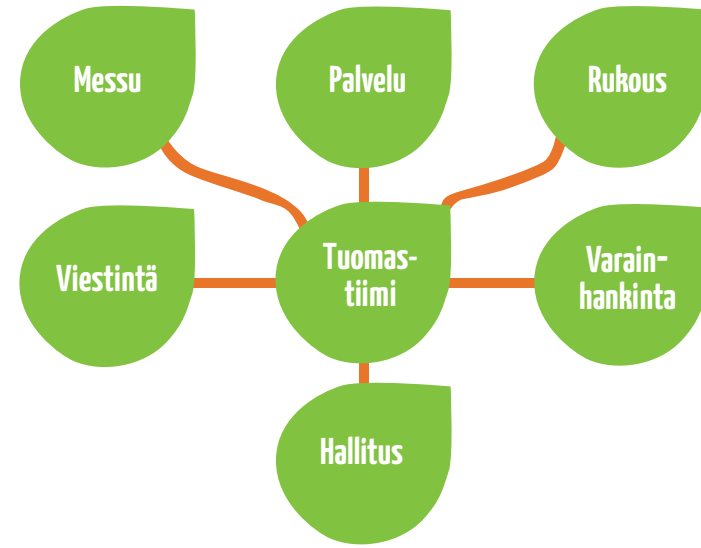 Messu
Palvelu
Rukous
Viestintä
Tuomas-
tiimi
Varain-
hankinta
Hallitus